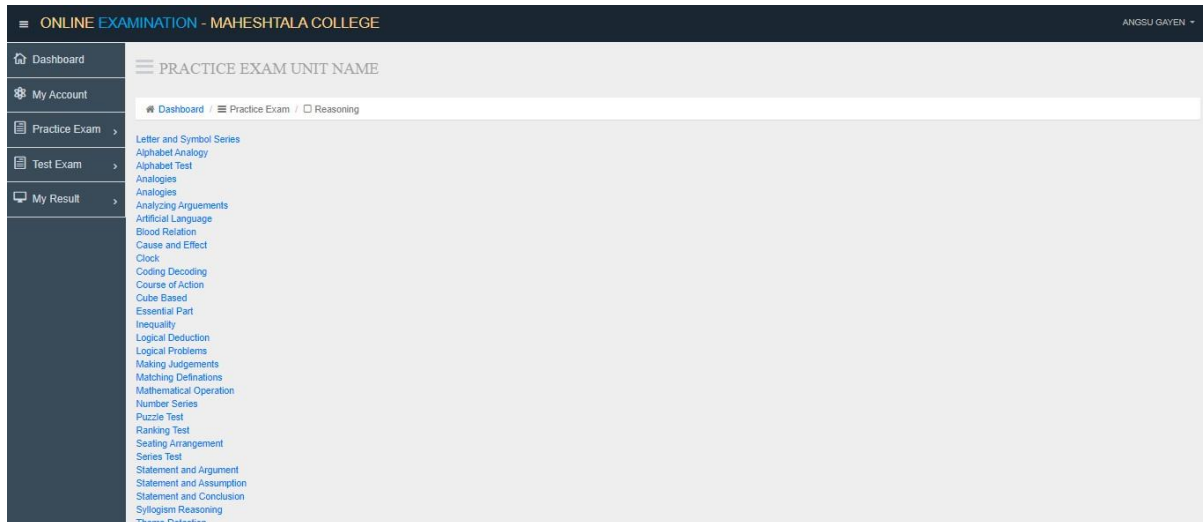 ONLINE EXAMINATION - MAHESHTALA COLLEGE
ANGSU GAYEN
Dashboard
My Account
Practice Exam
Test Exam
My Result
PRACTICE EXAM UNIT NAME
Dashboard / Practice Exam / Reasoning
Letter and Symbol Series
Alphabet Analogy
Alphabet Test
Analogies
Analogies
Analyzing Arguements
Artificial Language
Blood Relation
Cause and Effect
Clock
Coding Decoding
Course of Action
Cube Based
Essential Part
Inequality
Logical Deduction
Logical Problems
Making Judgements
Matching Definations
Mathematical Operation
Number Series
Puzzle Test
Ranking Test
Seating Arrangement
Series Test
Statement and Argument
Statement and Assumption
Statement and Conclusion
Syllogism Reasoning
Theme Detection